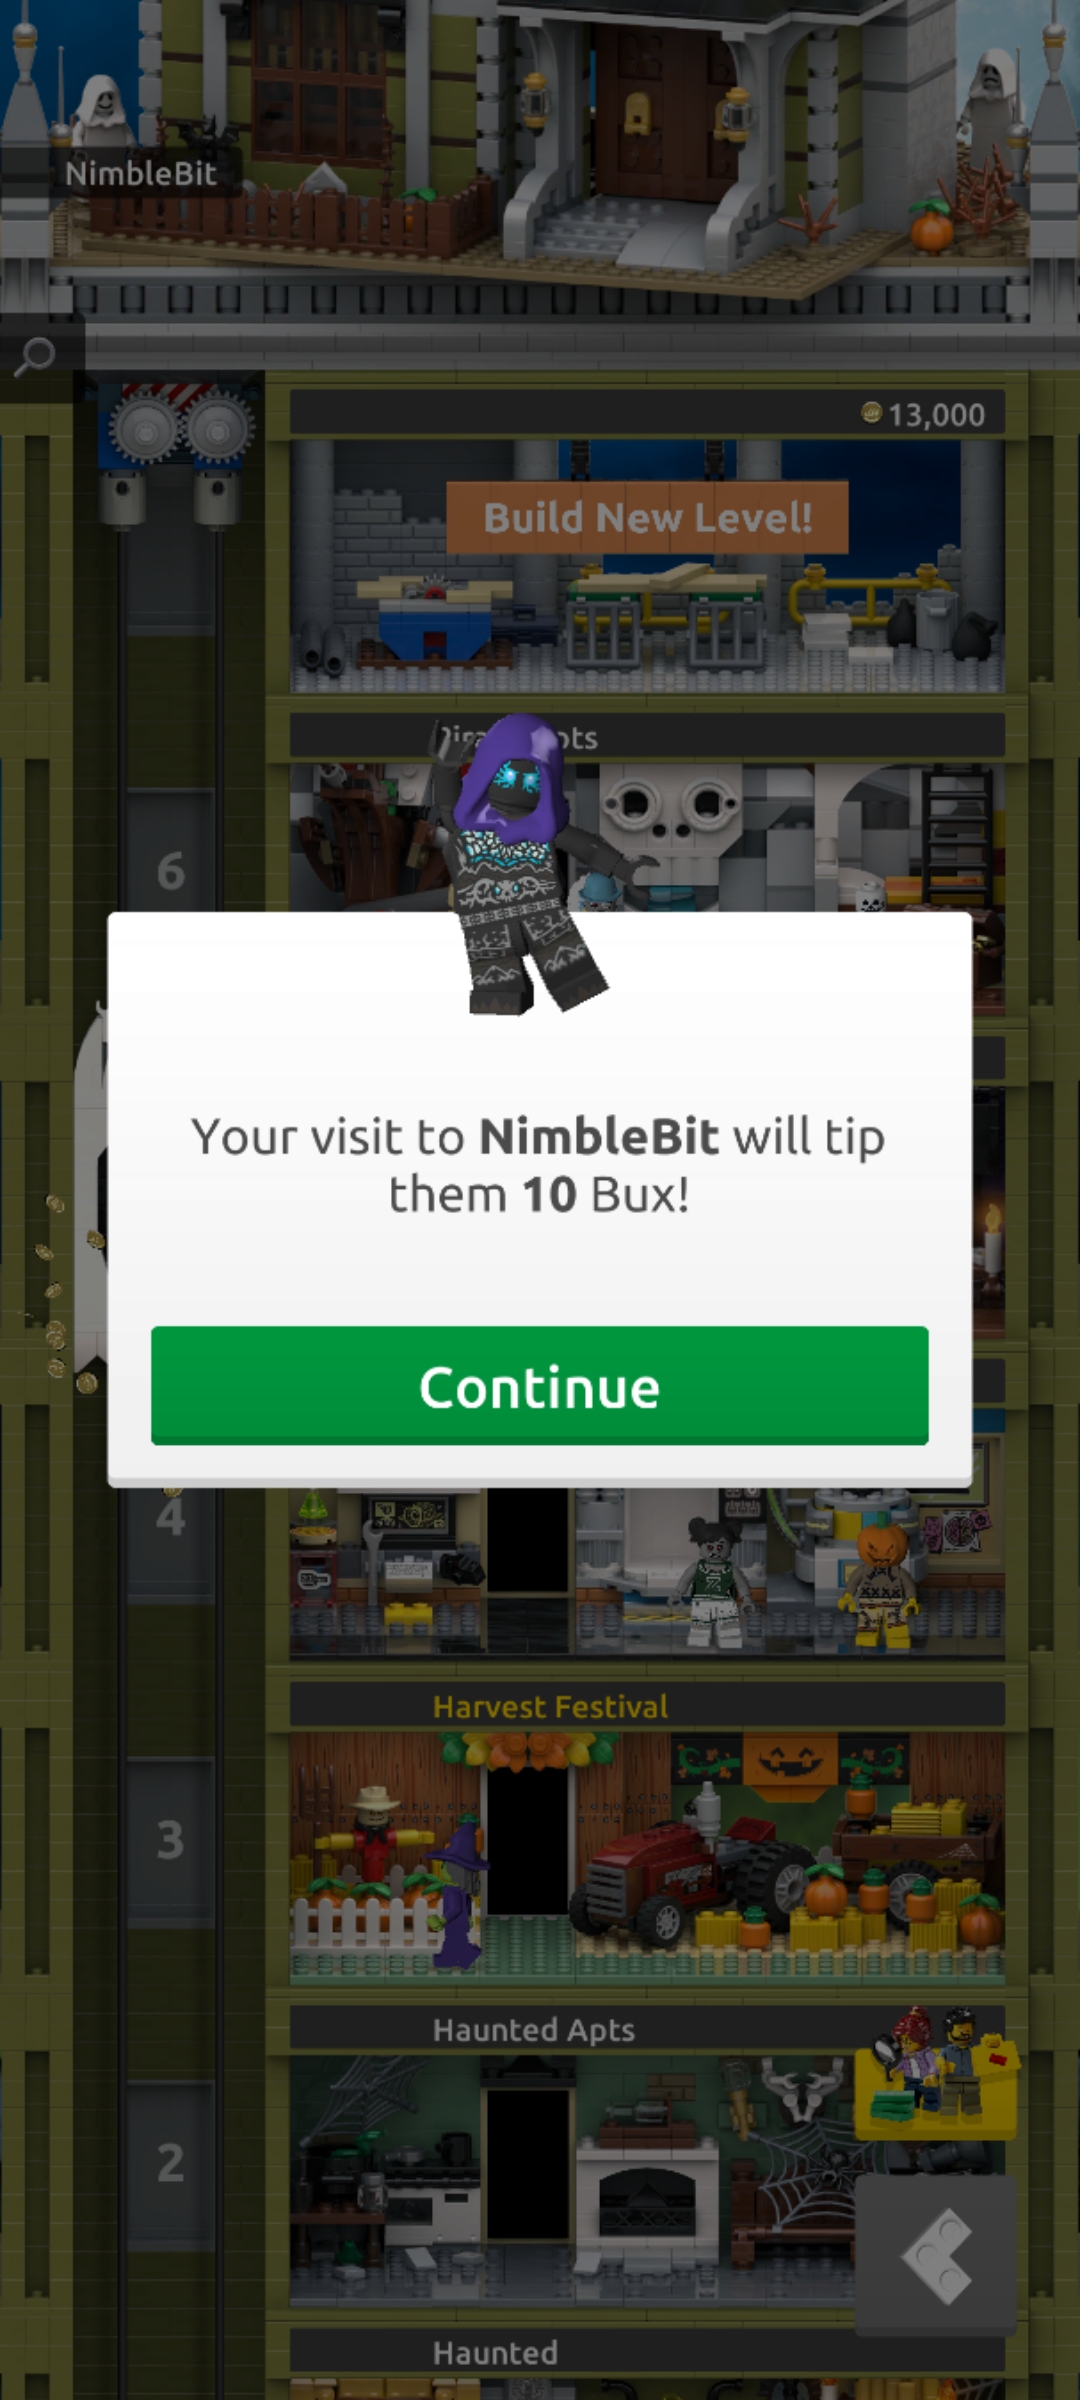 NimbleBit
13,000
Build New Level!
6
Your visit to NimbleBit will tip
them 10 Bux!
Continue
4
Harvest Festival
3
Haunted Apts
2
Haunted